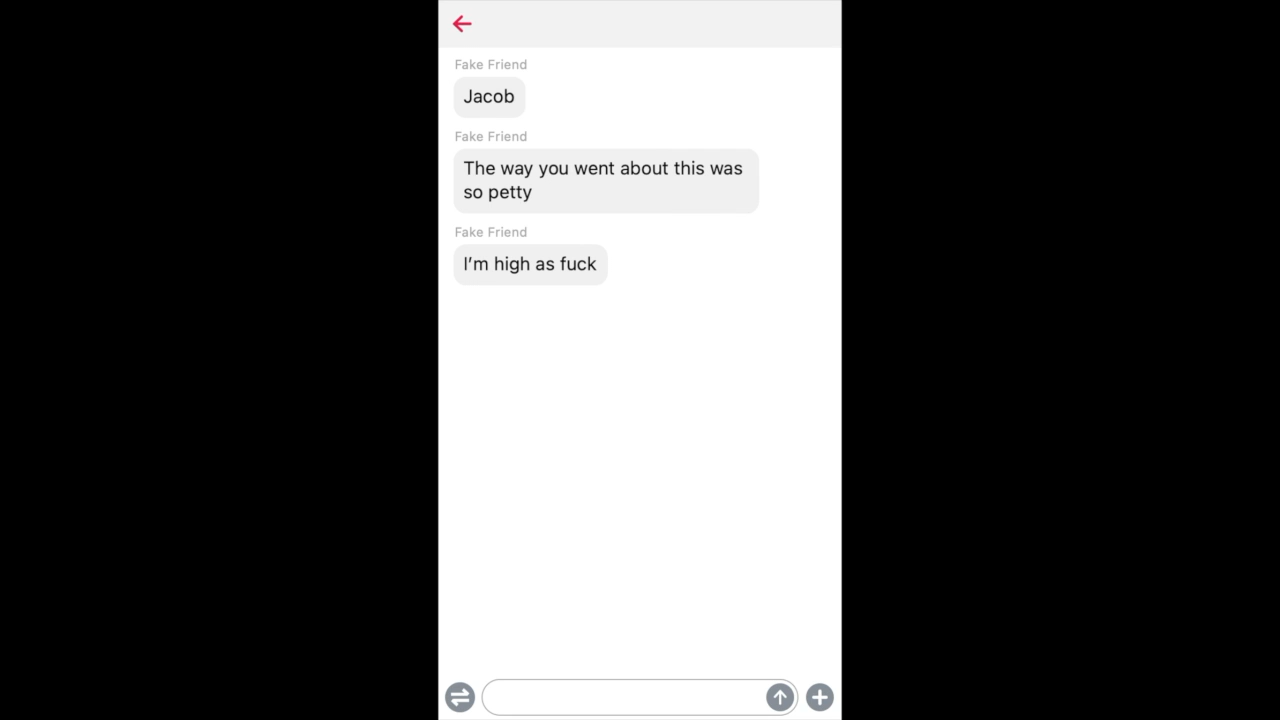 Fake Friend
Jacob
Fake Friend
The way you went about this was
so petty
Fake Friend
I’m high as fuck